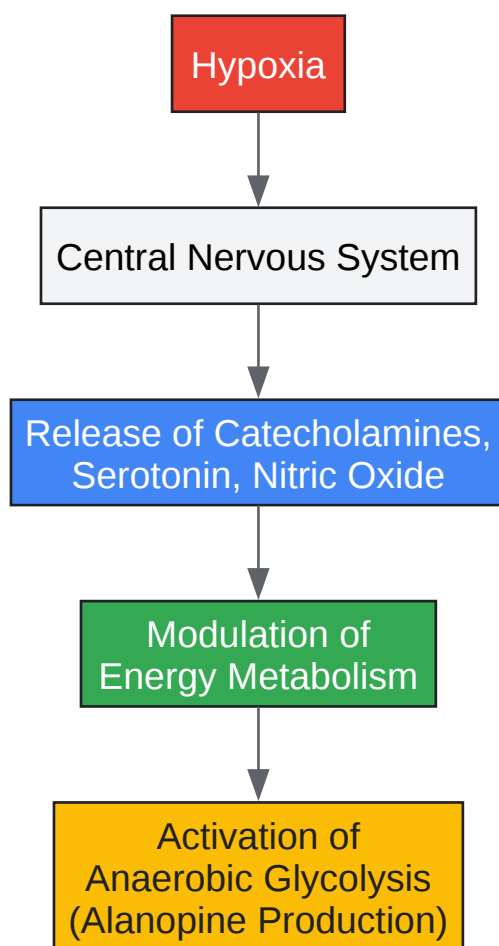 Hypoxia
Central Nervous System
Release of Catecholamines,
Serotonin, Nitric Oxide
Modulation of
Energy Metabolism
Activation of
Anaerobic Glycolysis
(Alanopine Production)